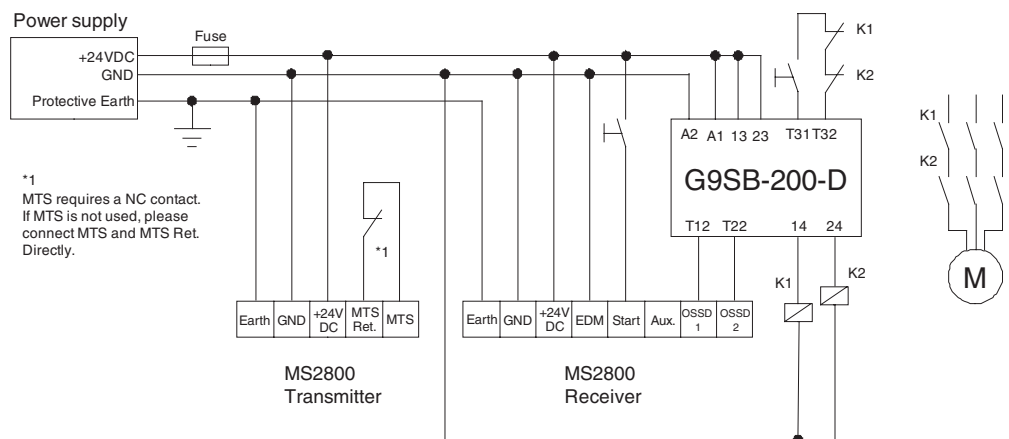 Power supply
+24VDC
GND
Protective Earth
Fuse
K1
K2
A2 A1 13 23 T31 T32
G9SB-200-D
T12 T22 14 24
K1
K2
K1
K2
M
*1
MTS requires a NC contact.
If MTS is not used, please
connect MTS and MTS Ret.
Directly.
*1
Earth GND +24V DC MTS Ret. MTS
MS2800
Transmitter
Earth GND +24V DC EDM Start Aux. OSSD 1 OSSD 2
MS2800
Receiver